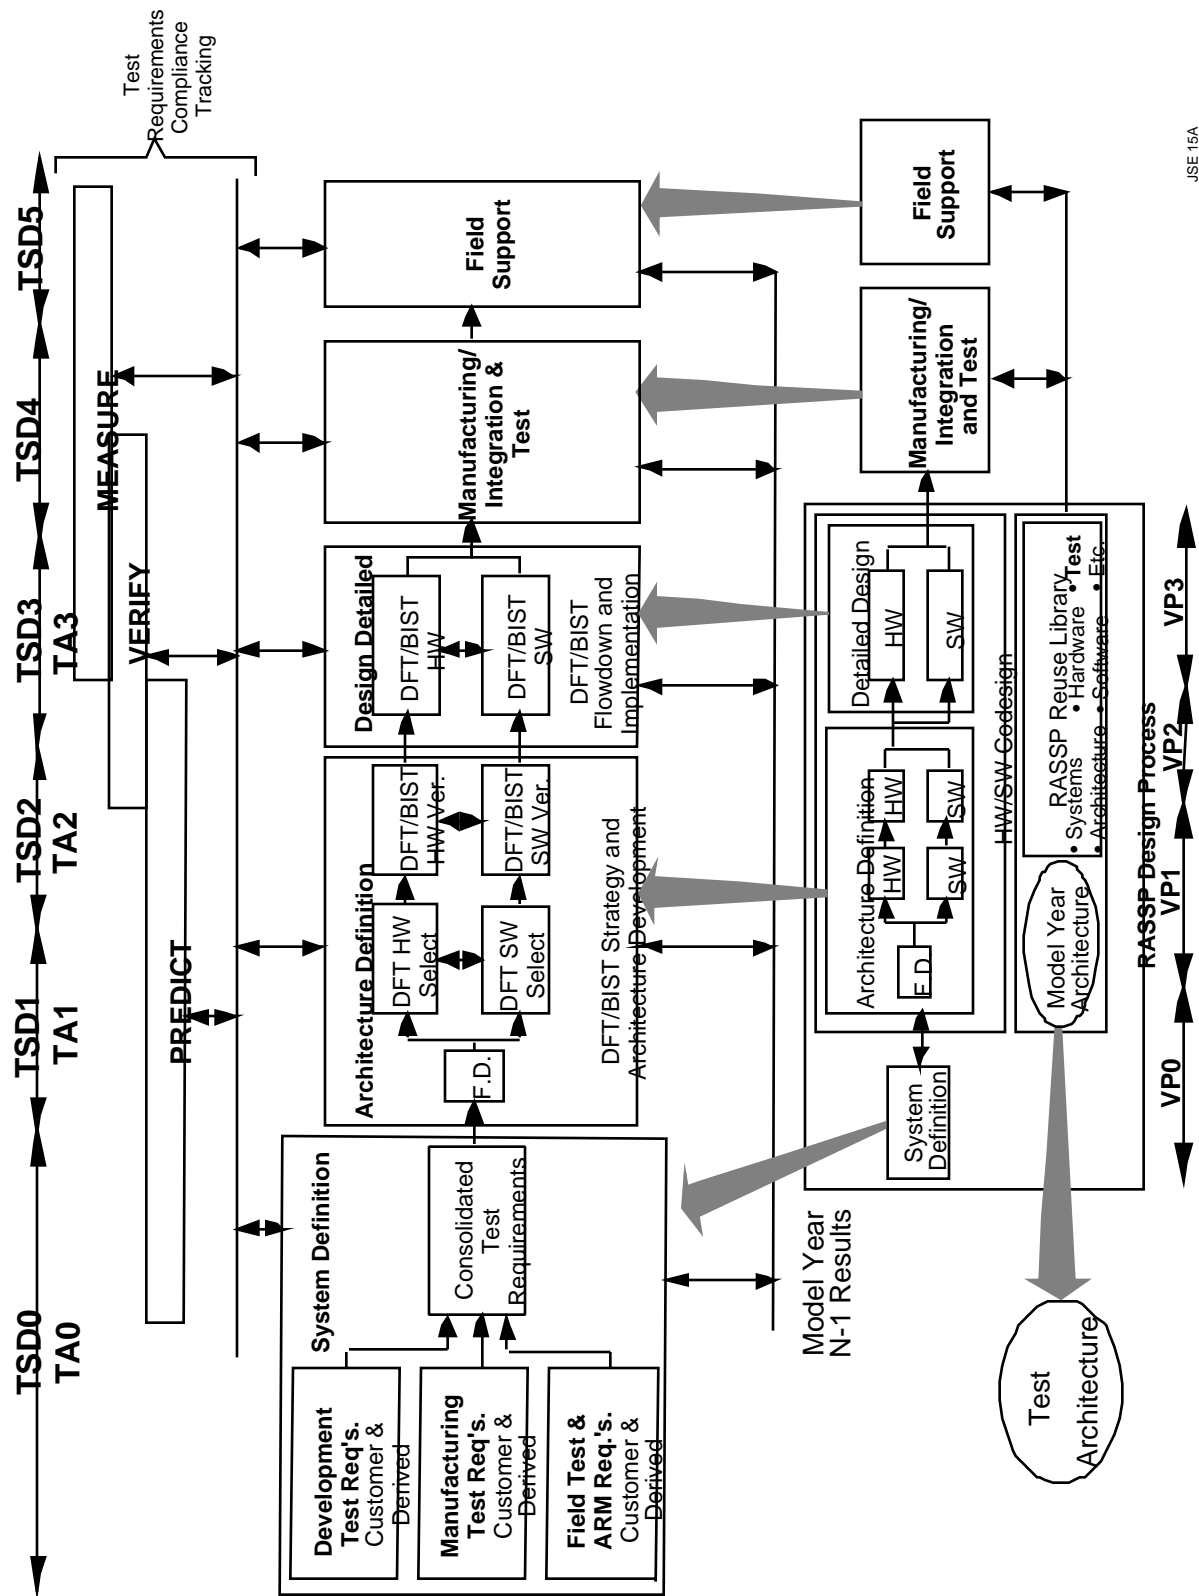 TSD0
TSD1
TSD2
TSD3
TSD4
TSD5
TA0
TA1
TA2
TA3
MEASURE
VERIFY
PREDICT
Test
Requirements
Compliance
Tracking
System Definition
Development
Test Req's.
Customer &
Derived
Manufacturing
Test Req's.
Customer &
Derived
Field Test &
ARM Req.'s.
Customer &
Derived
Consolidated
Test
Requirements
Architecture Definition
F.D.
DFT HW
Select
DFT SW
Select
DFT/BIST
HW Ver.
DFT/BIST
SW Ver.
DFT/BIST Strategy and
Architecture Development
Design Detailed
DFT/BIST
HW
DFT/BIST
SW
DFT/BIST
Flowdown and
Implementation
Manufacturing/
Integration &
Test
Field
Support
Model Year
N-1 Results
System
Definition
Architecture Definition
F.D.
HW
HW
SW
SW
Detailed Design
HW
SW
HW/SW Codesign
Manufacturing/
Integration
and Test
Field
Support
Model Year
Architecture
RASSP Reuse Library
• Systems
• Hardware
• Test
• Architecture
• Software
• Etc.
RASSP Design Process
VP0
VP1
VP2
VP3
Test
Architecture
JSE 15A